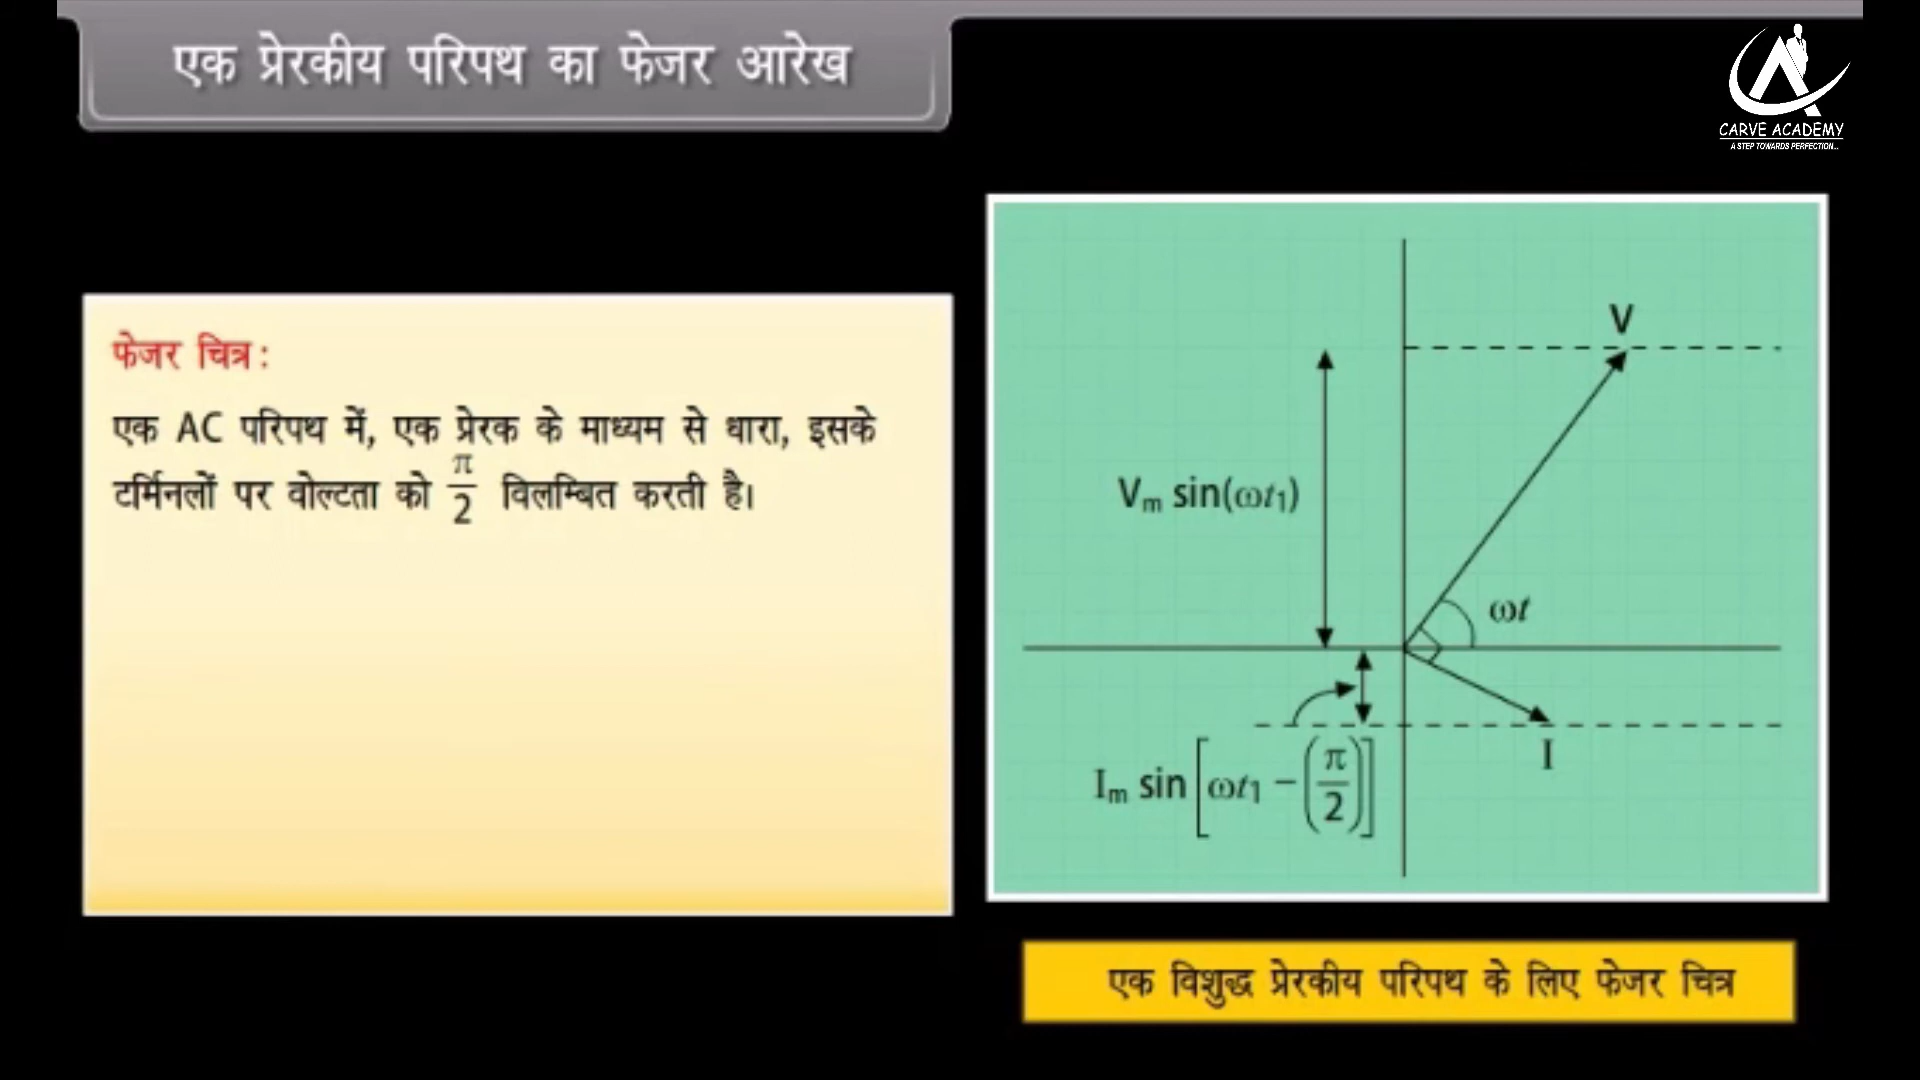 एक प्रेरकीय परिपथ का फेजर आरेख
CARVE ACADEMY
A STEP TOWARDS PERFECTION...
फेजर चित्र:
एक AC परिपथ में, एक प्रेरक के माध्यम से धारा, इसके
टर्मिनलों पर वोल्टता को π/2 विलम्बित करती है।
V
Vₘ sin(ωt₁)
ωt
I
Iₘ sin[ωt₁ − (π/2)]
एक विशुद्ध प्रेरकीय परिपथ के लिए फेजर चित्र